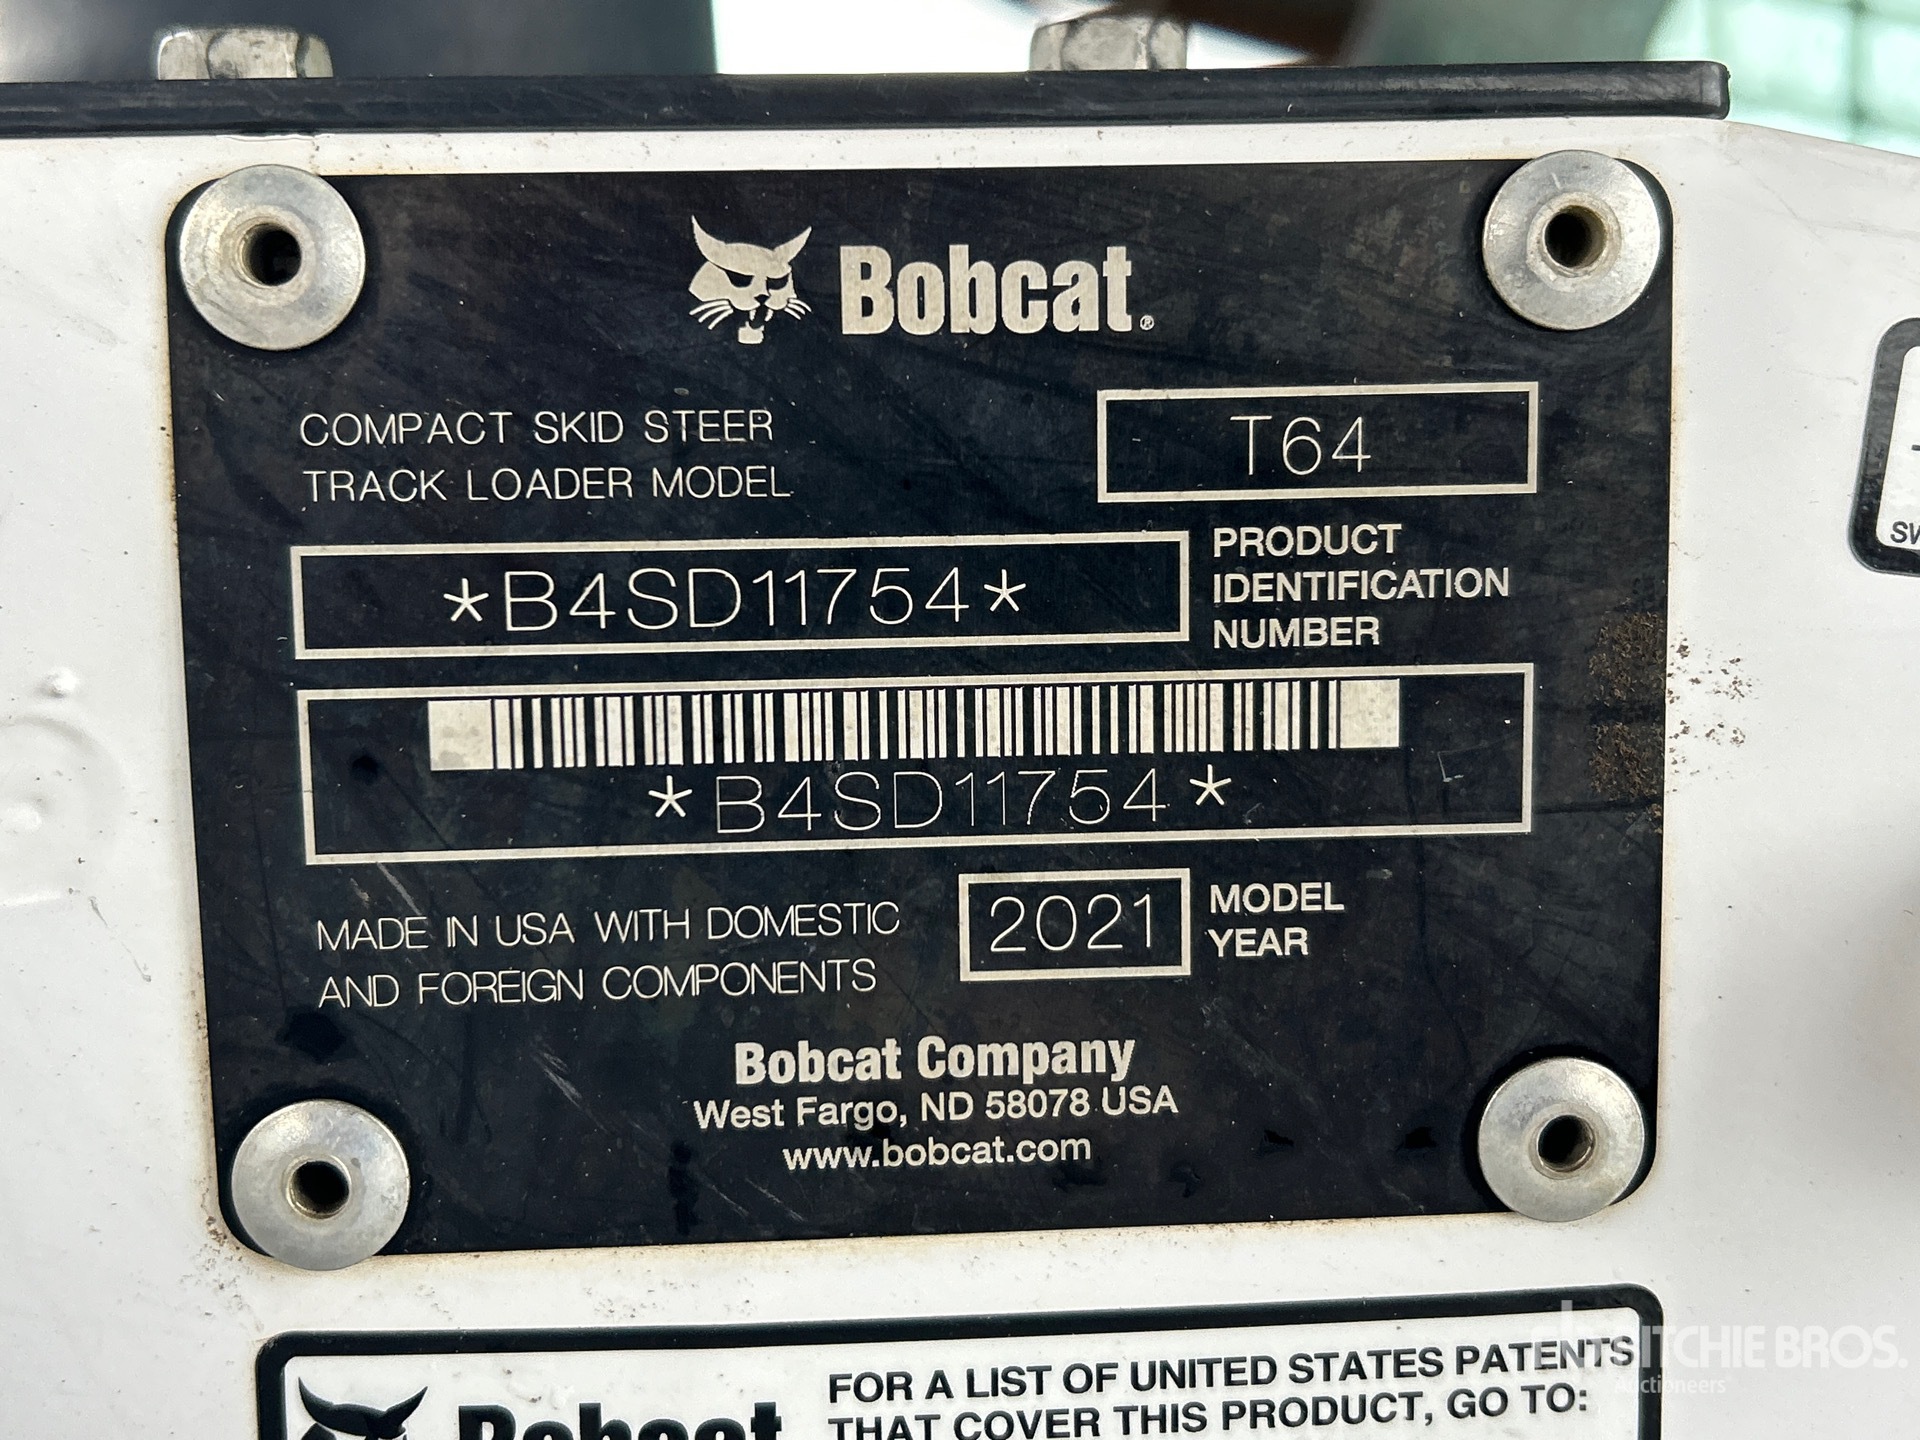 Bobcat®
COMPACT SKID STEER
TRACK LOADER MODEL
T64
*B4SD11754*
PRODUCT
IDENTIFICATION
NUMBER
*B4SD11754*
MADE IN USA WITH DOMESTIC
AND FOREIGN COMPONENTS
2021
MODEL
YEAR
Bobcat Company
West Fargo, ND 58078 USA
www.bobcat.com
Bobcat
FOR A LIST OF UNITED STATES PATENTS
THAT COVER THIS PRODUCT, GO TO:
RITCHIE BROS.
Auctioneers